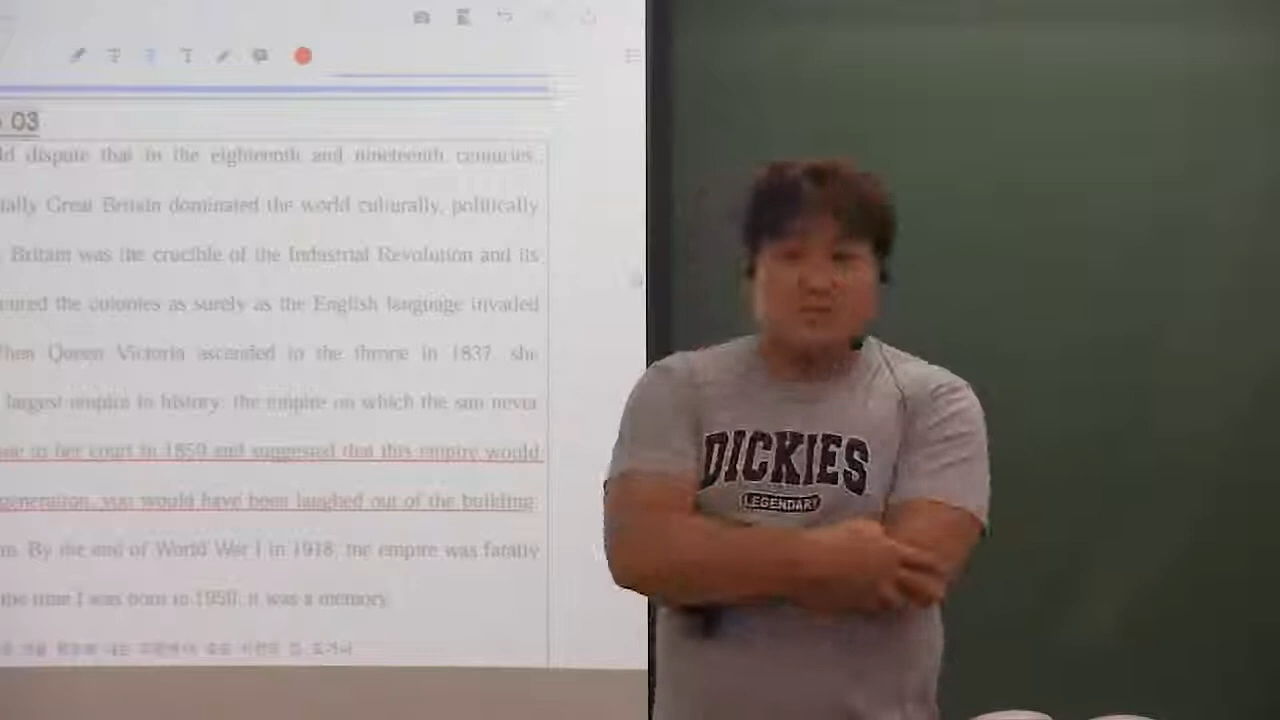 03
dispute that in the eighteenth and nineteenth centuries,
Great Britain dominated the world culturally, politically
Britain was the crucible of the Industrial Revolution and its
the colonies as surely as the English language invaded
Queen Victoria ascended to the throne in 1837, she
largest empire in history: the empire on which the sun never
to her court in 1850 and suggested that this empire would
generation, you would have been laughed out of the building.
By the end of World War I in 1918, the empire was fatally
the time I was born in 1950, it was a memory.
DICKIES
LEGENDARY